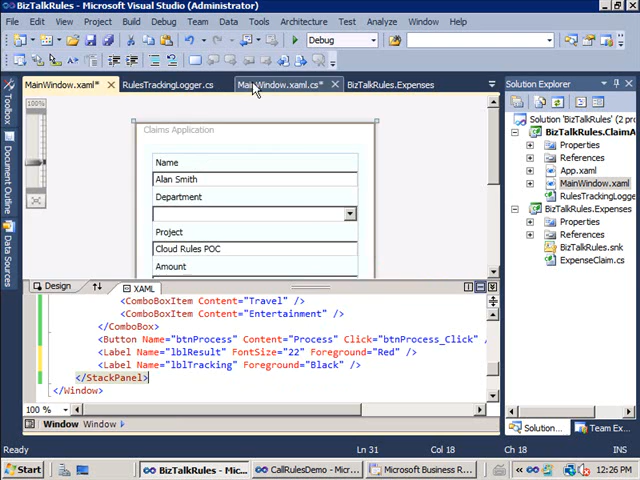 BizTalkRules - Microsoft Visual Studio (Administrator)
File Edit View Project Build Debug Team Data Tools Architecture Test Analyze Window Help
Debug
MainWindow.xaml* RulesTrackingLogger.cs MainWindow.xaml.cs* BizTalkRules.Expenses
Solution Explorer
Toolbox
Document Outline
Data Sources
100%
Claims Application
Name
Alan Smith
Department
Project
Cloud Rules POC
Amount
Solution 'BizTalkRules'
BizTalkRules.ClaimA
Properties
References
App.xaml
MainWindow.xaml
RulesTrackingLogge
BizTalkRules.Expenses
Properties
References
BizTalkRules.snk
ExpenseClaim.cs
Design XAML
<ComboBoxItem Content="Travel" />
<ComboBoxItem Content="Entertainment" />
</ComboBox>
<Button Name="btnProcess" Content="Process" Click="btnProcess_Click" /
<Label Name="lblResult" FontSize="22" Foreground="Red" />
<Label Name="lblTracking" Foreground="Black" />
</StackPanel>
</Window>
100 %
Window Window
Solution... Team Ex...
Ready Ln 31 Col 18 Ch 18 INS
Start BizTalkRules - Mic... CallRulesDemo - Mic... Microsoft Business R... 12:26 PM